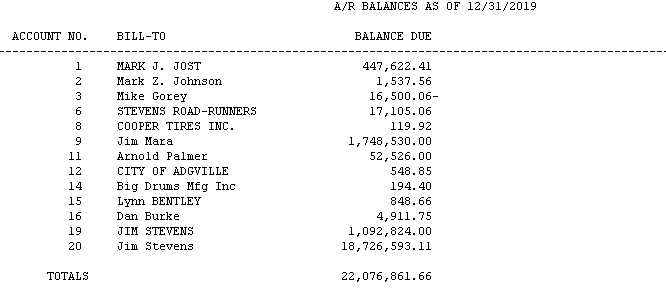 A/R BALANCES AS OF 12/31/2019
ACCOUNT NO. BILL-TO BALANCE DUE
1 MARK J. JOST 447,622.41
2 Mark Z. Johnson 1,537.56
3 Mike Gorey 16,500.06-
6 STEVENS ROAD-RUNNERS 17,105.06
8 COOPER TIRES INC. 119.92
9 Jim Mara 1,748,530.00
11 Arnold Palmer 52,526.00
12 CITY OF ADGVILLE 548.85
14 Big Drums Mfg Inc 194.40
15 Lynn BENTLEY 848.66
16 Dan Burke 4,911.75
19 JIM STEVENS 1,092,824.00
20 Jim Stevens 18,726,593.11
TOTALS 22,076,861.66